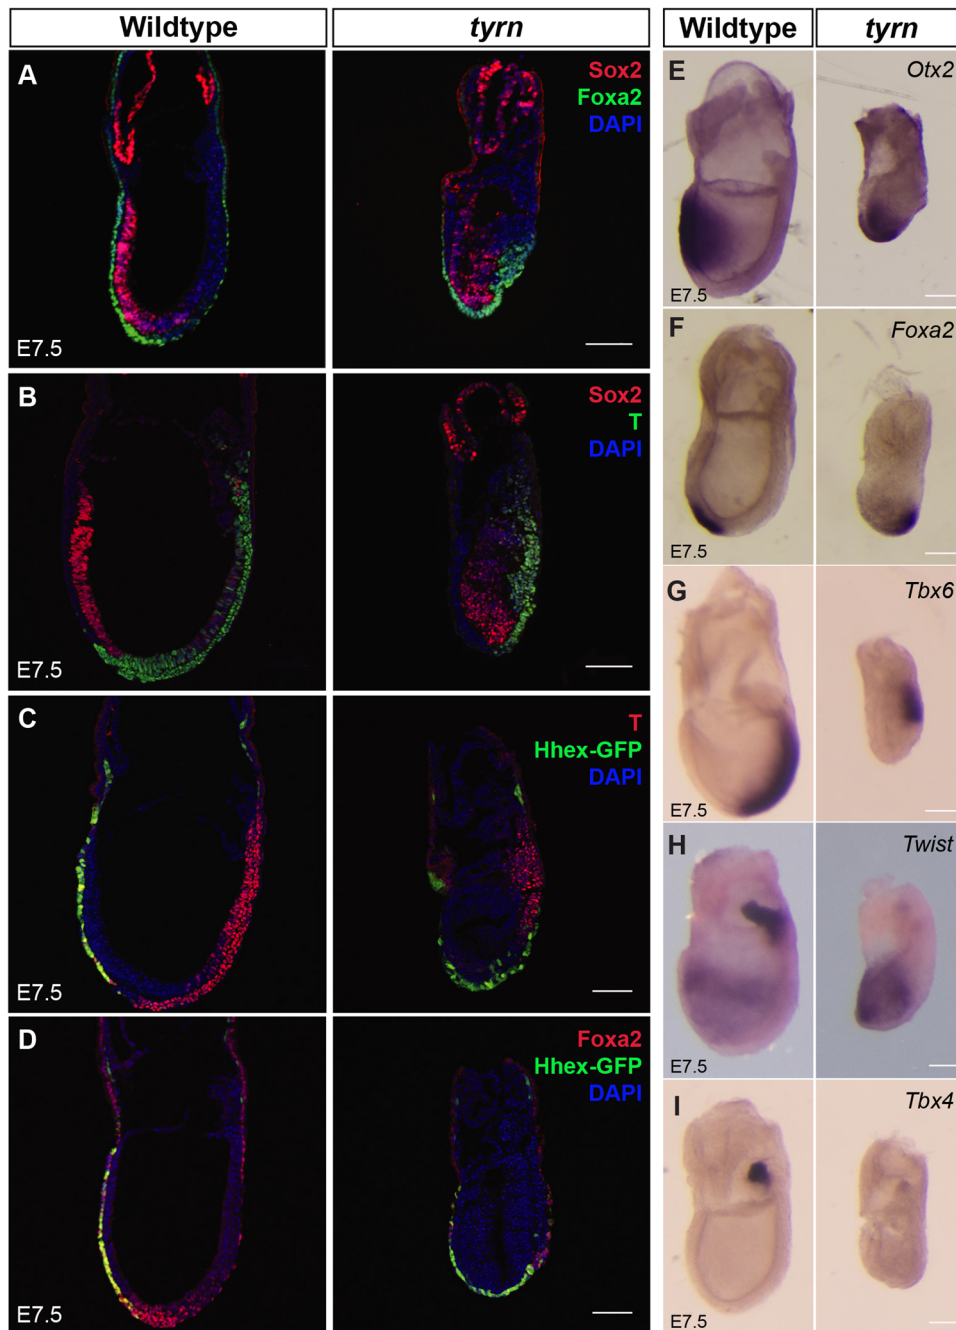 Wildtype
tyrn
Wildtype
tyrn
A
Sox2
Foxa2
DAPI
E7.5
B
Sox2
T
DAPI
E7.5
C
T
Hhex-GFP
DAPI
E7.5
D
Foxa2
Hhex-GFP
DAPI
E7.5
E
Otx2
E7.5
F
Foxa2
E7.5
G
Tbx6
E7.5
H
Twist
E7.5
I
Tbx4
E7.5